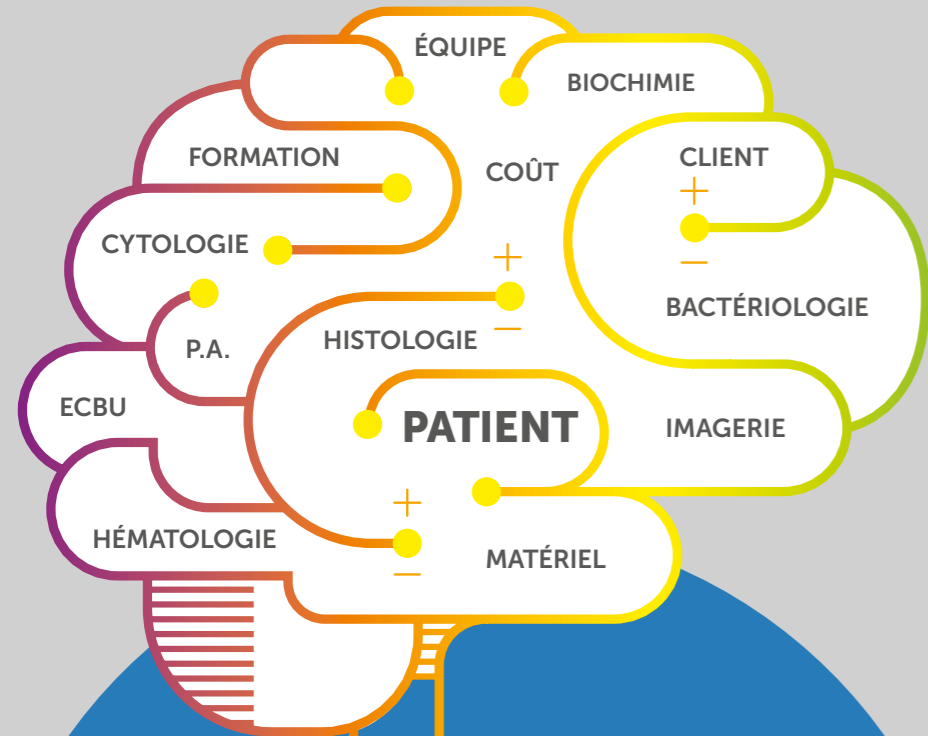 ÉQUIPE
BIOCHIMIE
FORMATION
COÛT
CLIENT
+
−
CYTOLOGIE
+
−
BACTÉRIOLOGIE
P.A.
HISTOLOGIE
ECBU
PATIENT
IMAGERIE
+
−
HÉMATOLOGIE
MATÉRIEL